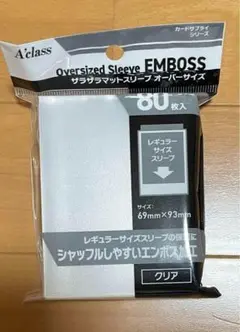 A'class
カードサプライ
シリーズ
Oversized Sleeve EMBOSS
ザラザラマットスリーブ オーバーサイズ
80枚入
レギュラー
サイズ
スリーブ
サイズ:
69mm×93mm
レギュラーサイズスリーブの保護に
シャッフルしやすいエンボス加工
クリア